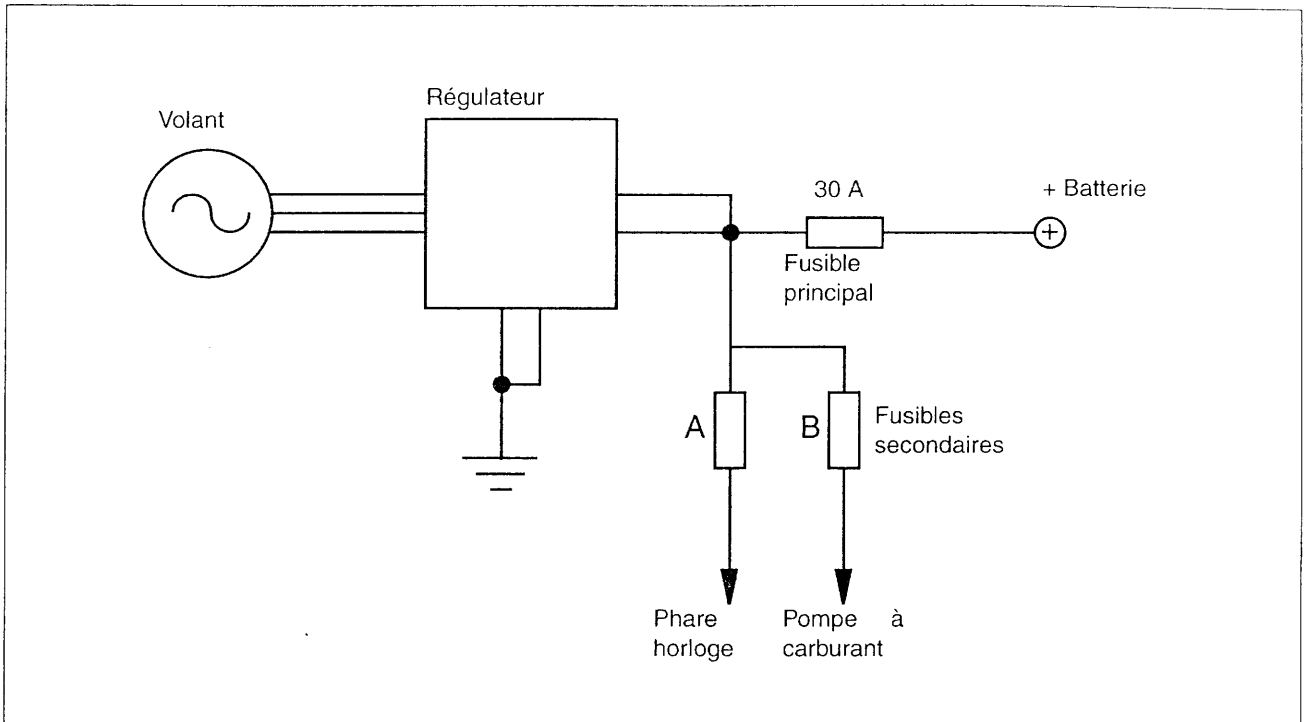 Régulateur
Volant
30 A
+ Batterie
+
Fusible
principal
A
B
Fusibles
secondaires
Phare
horloge
Pompe à
carburant